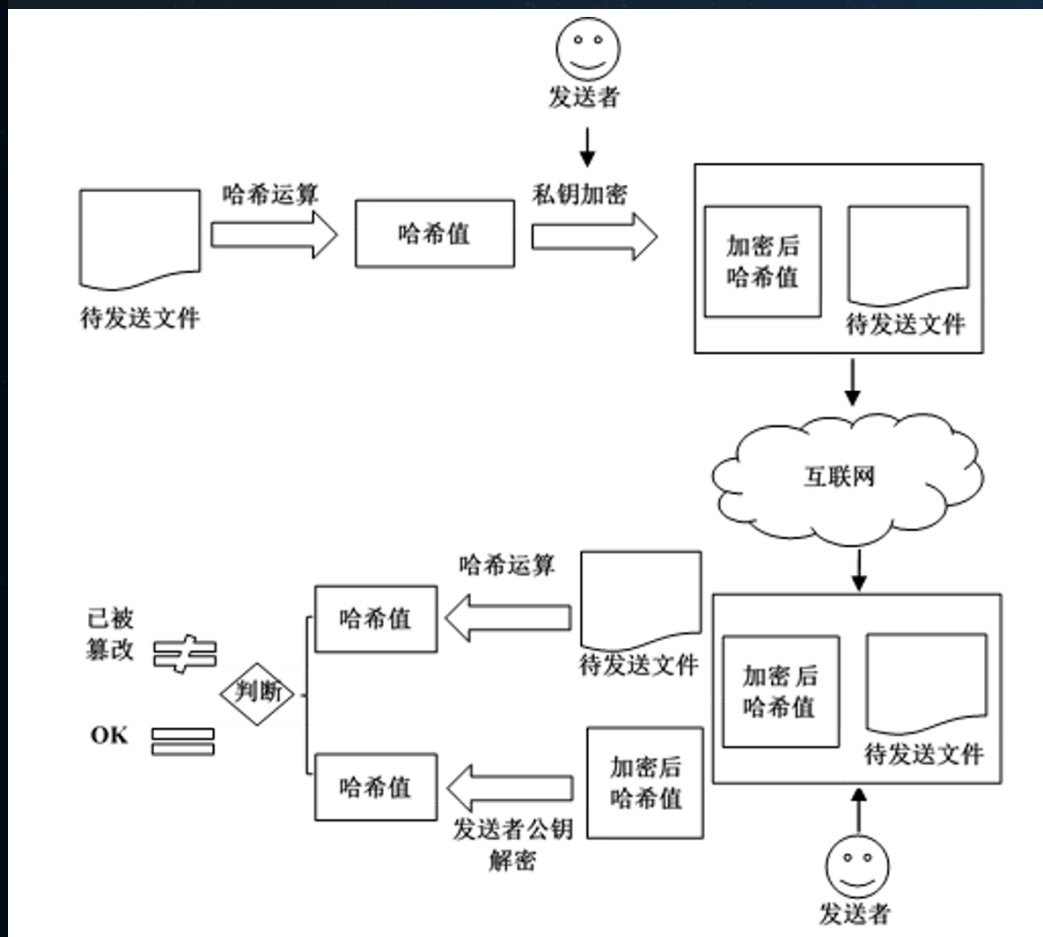 发送者
哈希运算
私钥加密
哈希值
加密后
哈希值
待发送文件
待发送文件
互联网
哈希运算
已被
篡改
哈希值
待发送文件
加密后
哈希值
判断
OK
待发送文件
哈希值
加密后
哈希值
发送者公钥
解密
发送者